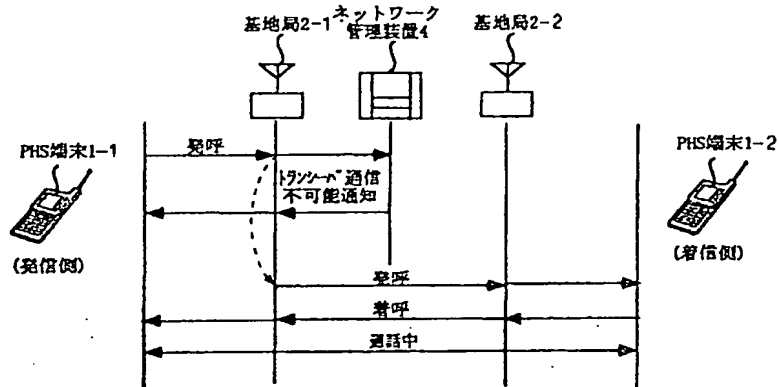 基地局2-1
ネットワーク
管理装置4
基地局2-2
PHS端末1-1
発呼
PHS端末1-2
トランシーバ通信
不可能通知
(発信側)
(着信側)
発呼
着呼
通話中